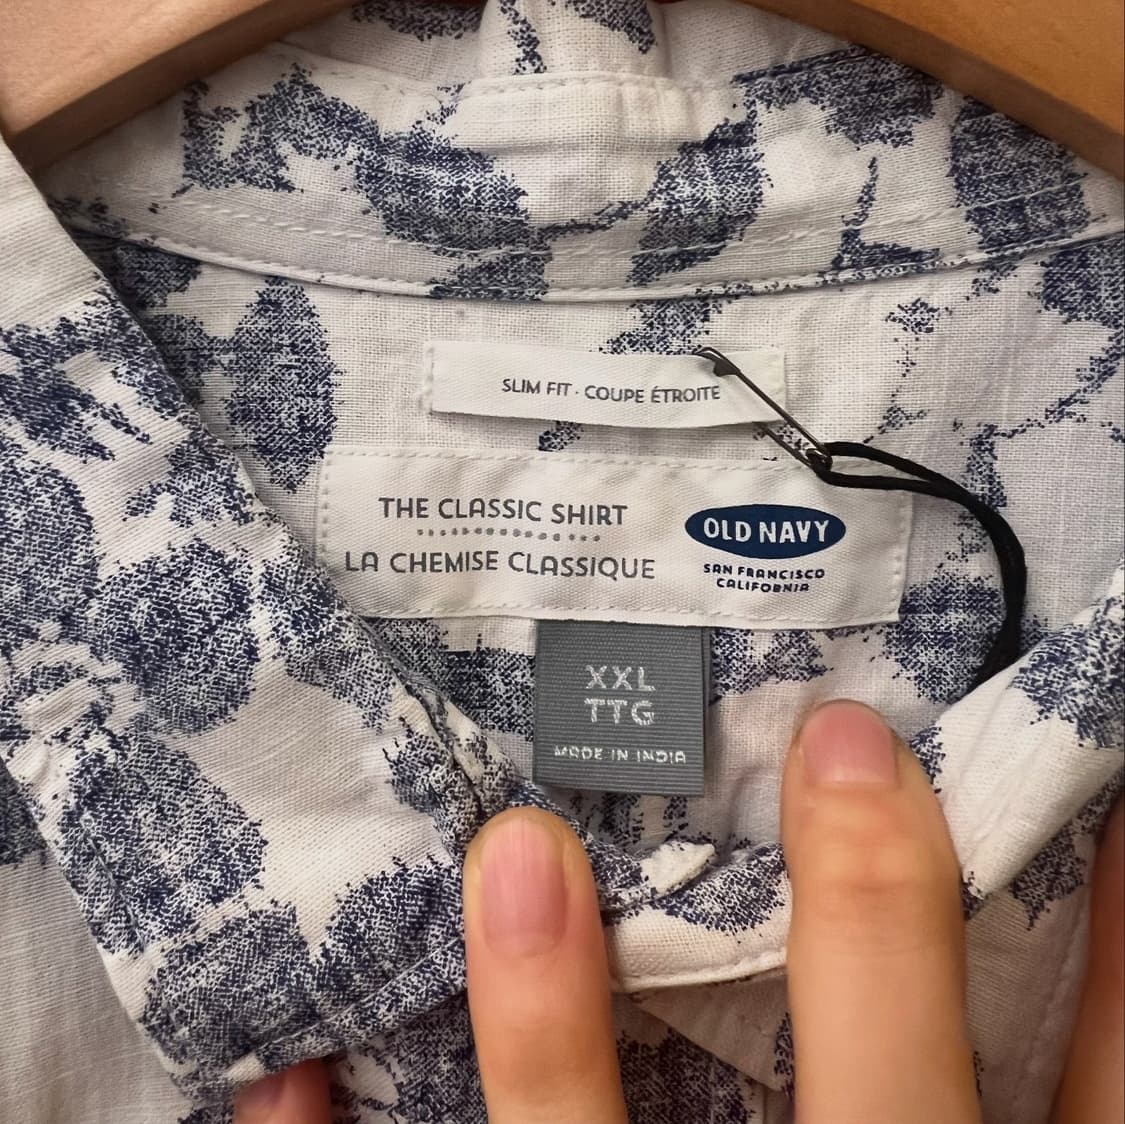 SLIM FIT · COUPE ÉTROITE
THE CLASSIC SHIRT
LA CHEMISE CLASSIQUE
OLD NAVY
SAN FRANCISCO
CALIFORNIA
XXL
TTG
MADE IN INDIA